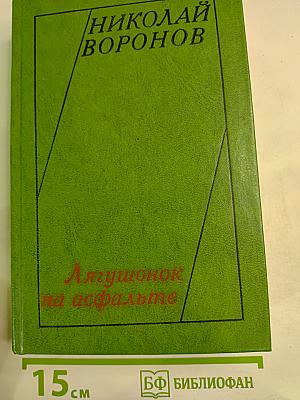 НИКОЛАЙ
ВОРОНОВ
Лягушонок
на асфальте
15 см
БФ БИБЛИОФАН